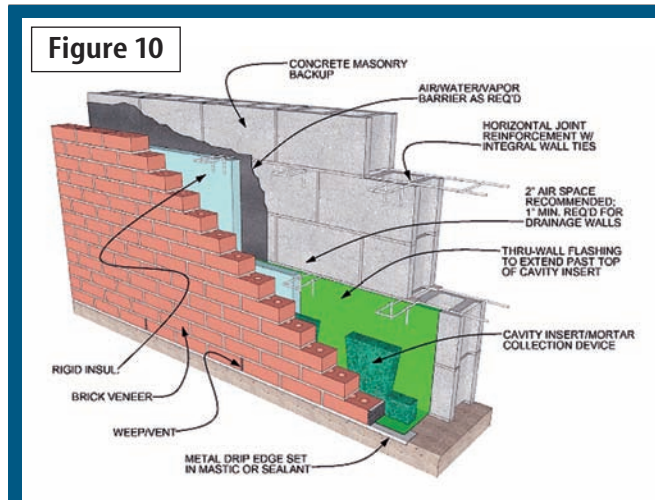 Figure 10
CONCRETE MASONRY
BACKUP
AIR/WATER/VAPOR
BARRIER AS REQ'D
HORIZONTAL JOINT
REINFORCEMENT W/
INTEGRAL WALL TIES
2" AIR SPACE
RECOMMENDED;
1" MIN. REQ'D FOR
DRAINAGE WALLS
THRU-WALL FLASHING
TO EXTEND PAST TOP
OF CAVITY INSERT
CAVITY INSERT/MORTAR
COLLECTION DEVICE
RIGID INSUL.
BRICK VENEER
WEEP/VENT
METAL DRIP EDGE SET
IN MASTIC OR SEALANT